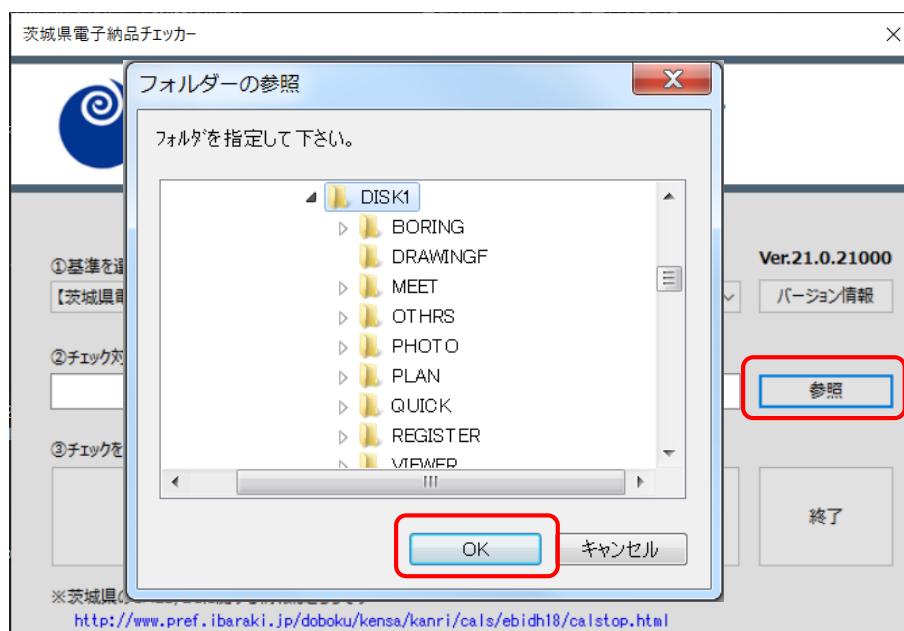 茨城県電子納品チェッカー
フォルダーの参照
フォルダを指定して下さい。
DISK1
BORING
DRAWINGF
MEET
OTHRS
PHOTO
PLAN
QUICK
REGISTER
VIEWER
OK
キャンセル
①基準を
Ver.21.0.21000
【茨城県
バージョン情報
②チェック対
参照
③チェックを
終了
※茨城県の
http://www.pref.ibaraki.jp/doboku/kensa/kanri/cals/ebidh18/calstop.html